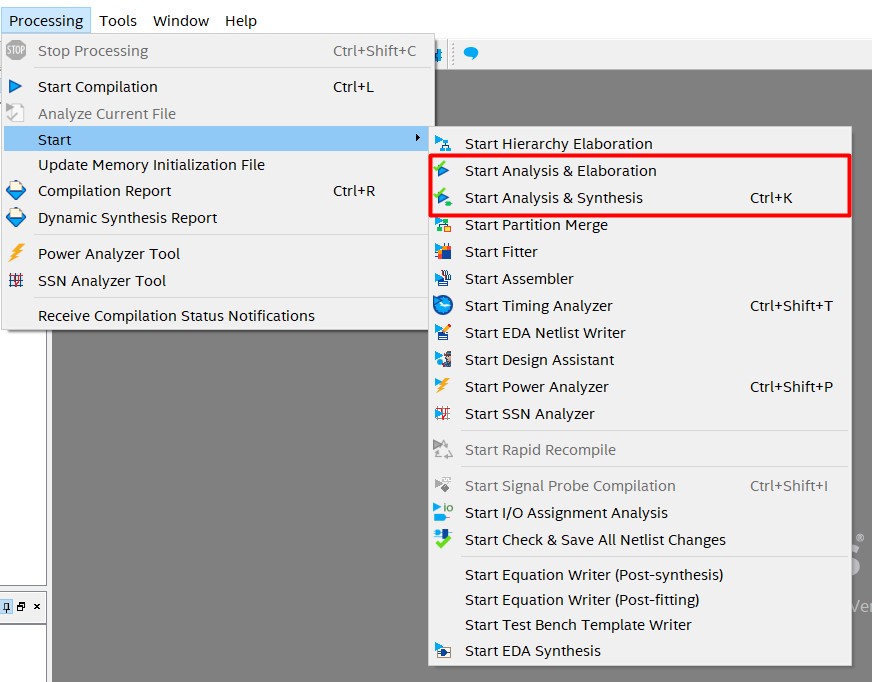 Processing Tools Window Help
STOP Stop Processing Ctrl+Shift+C
Start Compilation Ctrl+L
Analyze Current File
Start
Update Memory Initialization File
Compilation Report Ctrl+R
Dynamic Synthesis Report
Power Analyzer Tool
SSN Analyzer Tool
Receive Compilation Status Notifications
Start Hierarchy Elaboration
Start Analysis & Elaboration
Start Analysis & Synthesis Ctrl+K
Start Partition Merge
Start Fitter
Start Assembler
Start Timing Analyzer Ctrl+Shift+T
Start EDA Netlist Writer
Start Design Assistant
Start Power Analyzer Ctrl+Shift+P
Start SSN Analyzer
Start Rapid Recompile
Start Signal Probe Compilation Ctrl+Shift+I
Start I/O Assignment Analysis
Start Check & Save All Netlist Changes
Start Equation Writer (Post-synthesis)
Start Equation Writer (Post-fitting)
Start Test Bench Template Writer
Start EDA Synthesis